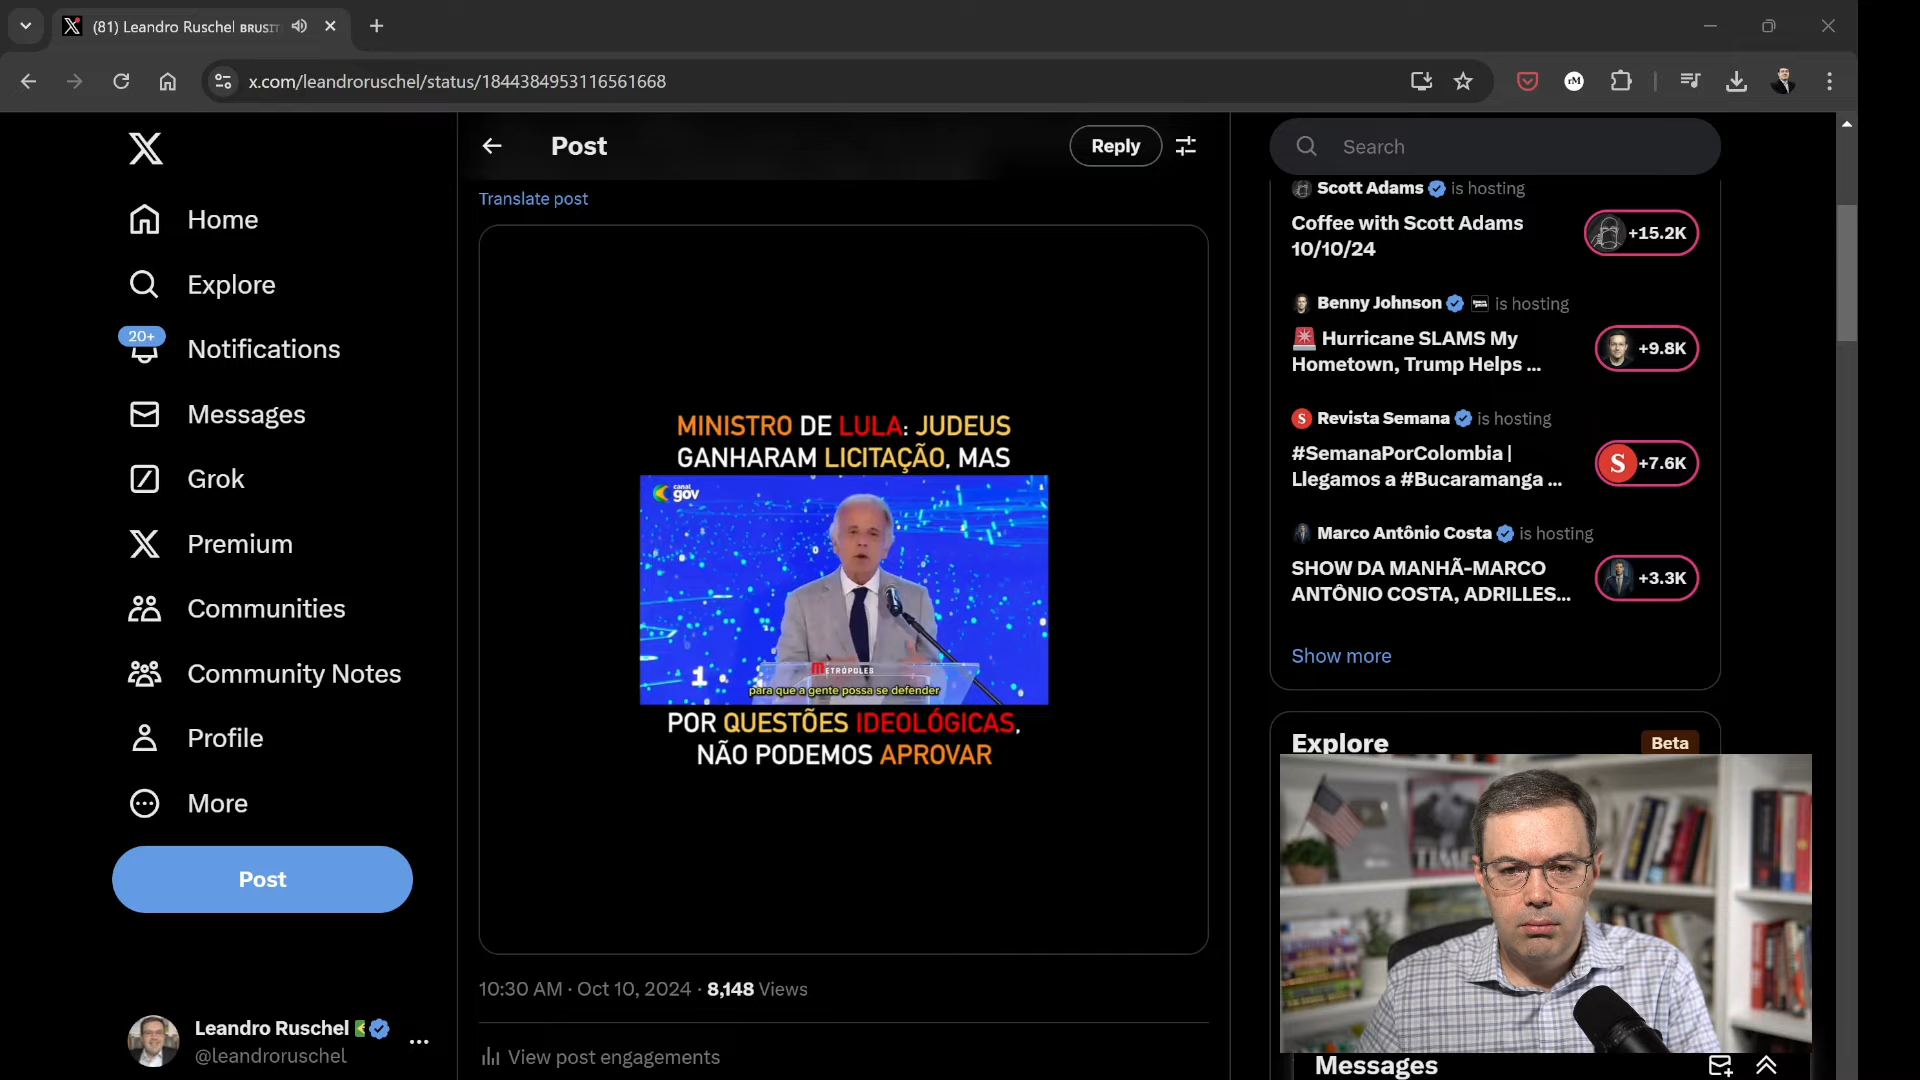 (81) Leandro Ruschel
x.com/leandroruschel/status/1844384953116561668
Home
Explore
20+
Notifications
Messages
Grok
Premium
Communities
Community Notes
Profile
More
Post
Leandro Ruschel
@leandroruschel
Post
Reply
Translate post
MINISTRO DE LULA: JUDEUS
GANHARAM LICITAÇÃO, MAS
canal
gov
1
METRÓPOLES
para que a gente possa se defender
POR QUESTÕES IDEOLÓGICAS,
NÃO PODEMOS APROVAR
10:30 AM · Oct 10, 2024 · 8,148 Views
View post engagements
Search
Scott Adams is hosting
Coffee with Scott Adams
10/10/24
+15.2K
Benny Johnson is hosting
Hurricane SLAMS My
Hometown, Trump Helps ...
+9.8K
S Revista Semana is hosting
#SemanaPorColombia |
Llegamos a #Bucaramanga ...
S +7.6K
Marco Antônio Costa is hosting
SHOW DA MANHÃ-MARCO
ANTÔNIO COSTA, ADRILLES...
+3.3K
Show more
Explore
Beta
TIME
Messages